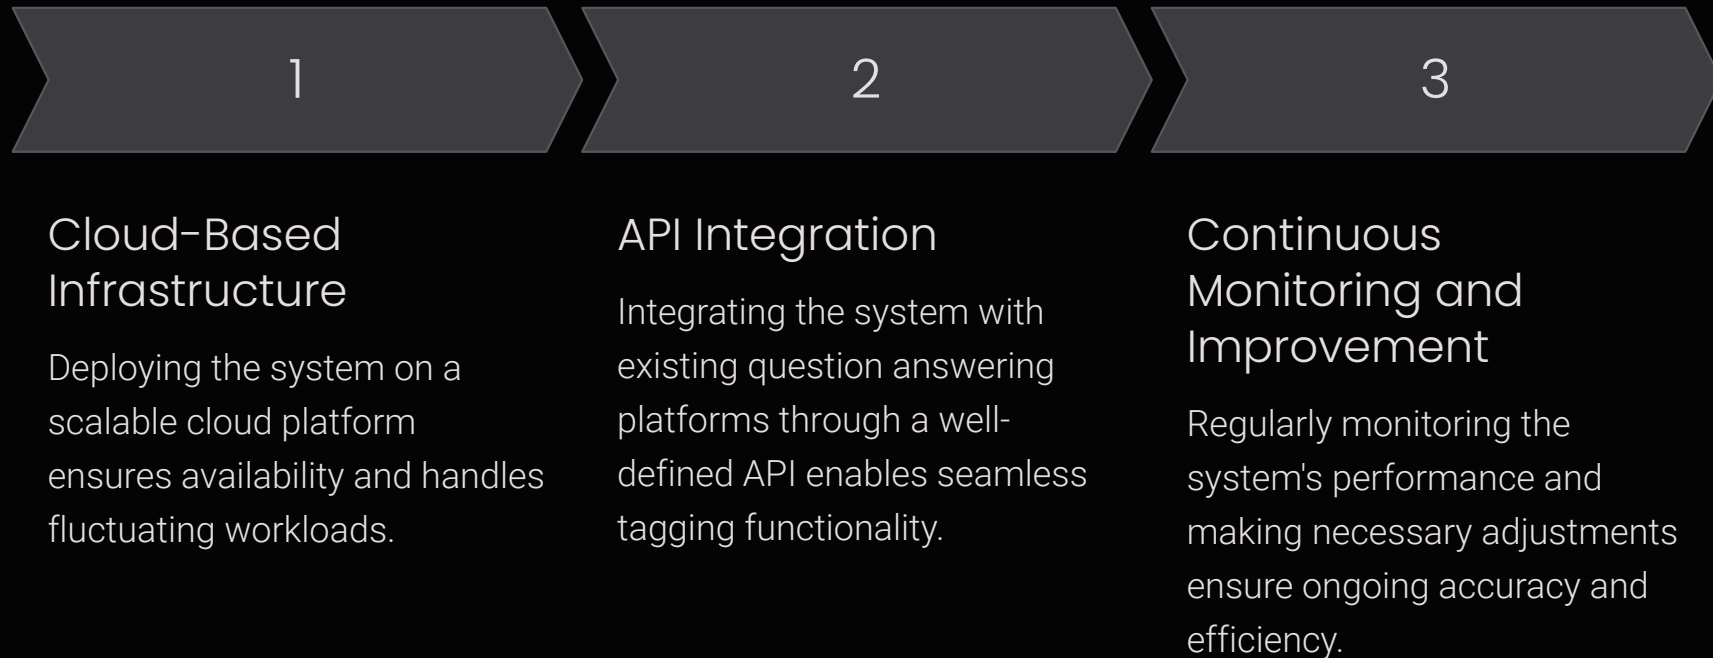 1
Cloud-Based
Infrastructure
Deploying the system on a
scalable cloud platform
ensures availability and handles
fluctuating workloads.
2
API Integration
Integrating the system with
existing question answering
platforms through a well-
defined API enables seamless
tagging functionality.
3
Continuous
Monitoring and
Improvement
Regularly monitoring the
system's performance and
making necessary adjustments
ensure ongoing accuracy and
efficiency.